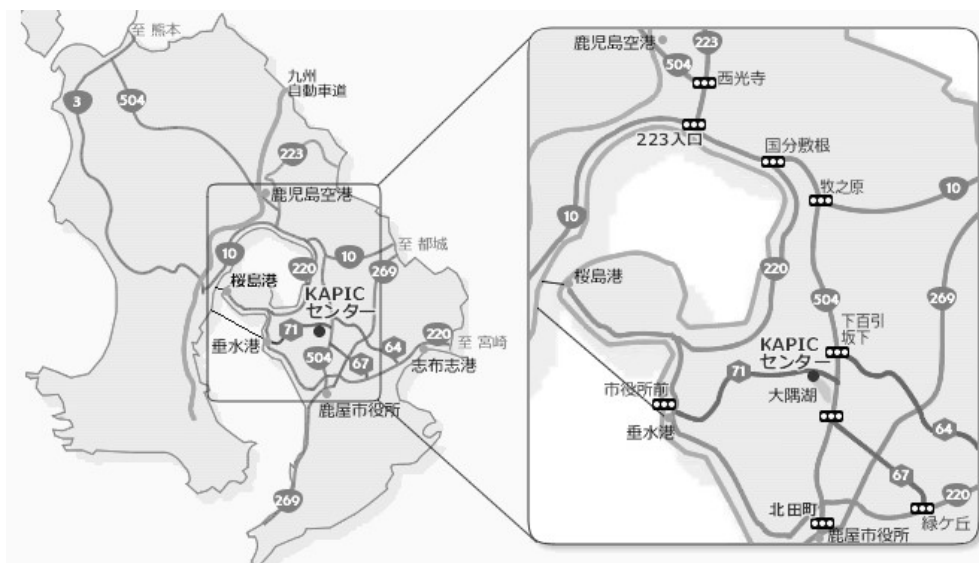 至 熊本
九州
自動車道
3
504
223
鹿児島空港
至 都城
10
220
10
269
桜島港
KAPIC
センター
71
220
至 宮崎
垂水港
504
67
64
志布志港
鹿屋市役所
269
鹿児島空港
223
504
西光寺
223入口
国分敷根
牧之原
10
10
220
桜島港
504
269
下百引
坂下
KAPIC
センター
71
市役所前
大隅湖
垂水港
64
67
220
北田町
緑ケ丘
鹿屋市役所